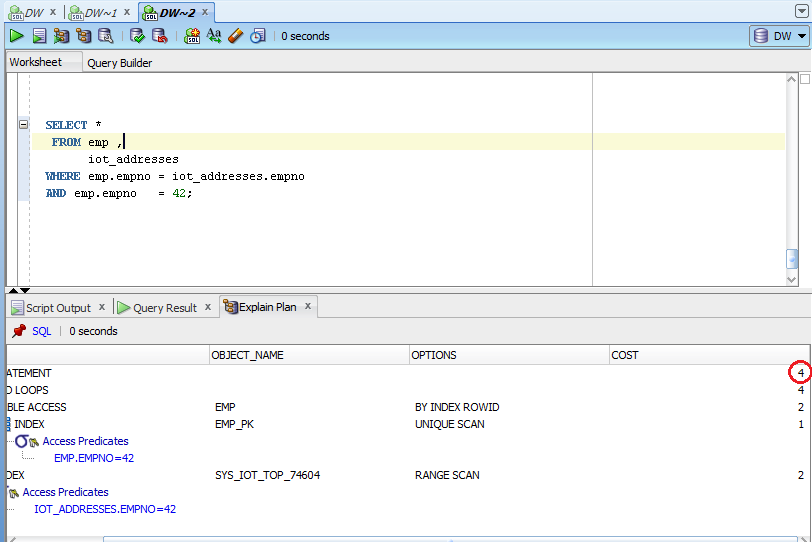 DW x DW~1 x DW~2 x
SQL Aa 0 seconds DW
Worksheet Query Builder
SELECT *
FROM emp ,
iot_addresses
WHERE emp.empno = iot_addresses.empno
AND emp.empno = 42;
Script Output x Query Result x Explain Plan x
SQL 0 seconds
OBJECT_NAME OPTIONS COST
ATEMENT 4
D LOOPS 4
BLE ACCESS EMP BY INDEX ROWID 2
INDEX EMP_PK UNIQUE SCAN 1
Access Predicates
EMP.EMPNO=42
DEX SYS_IOT_TOP_74604 RANGE SCAN 2
Access Predicates
IOT_ADDRESSES.EMPNO=42